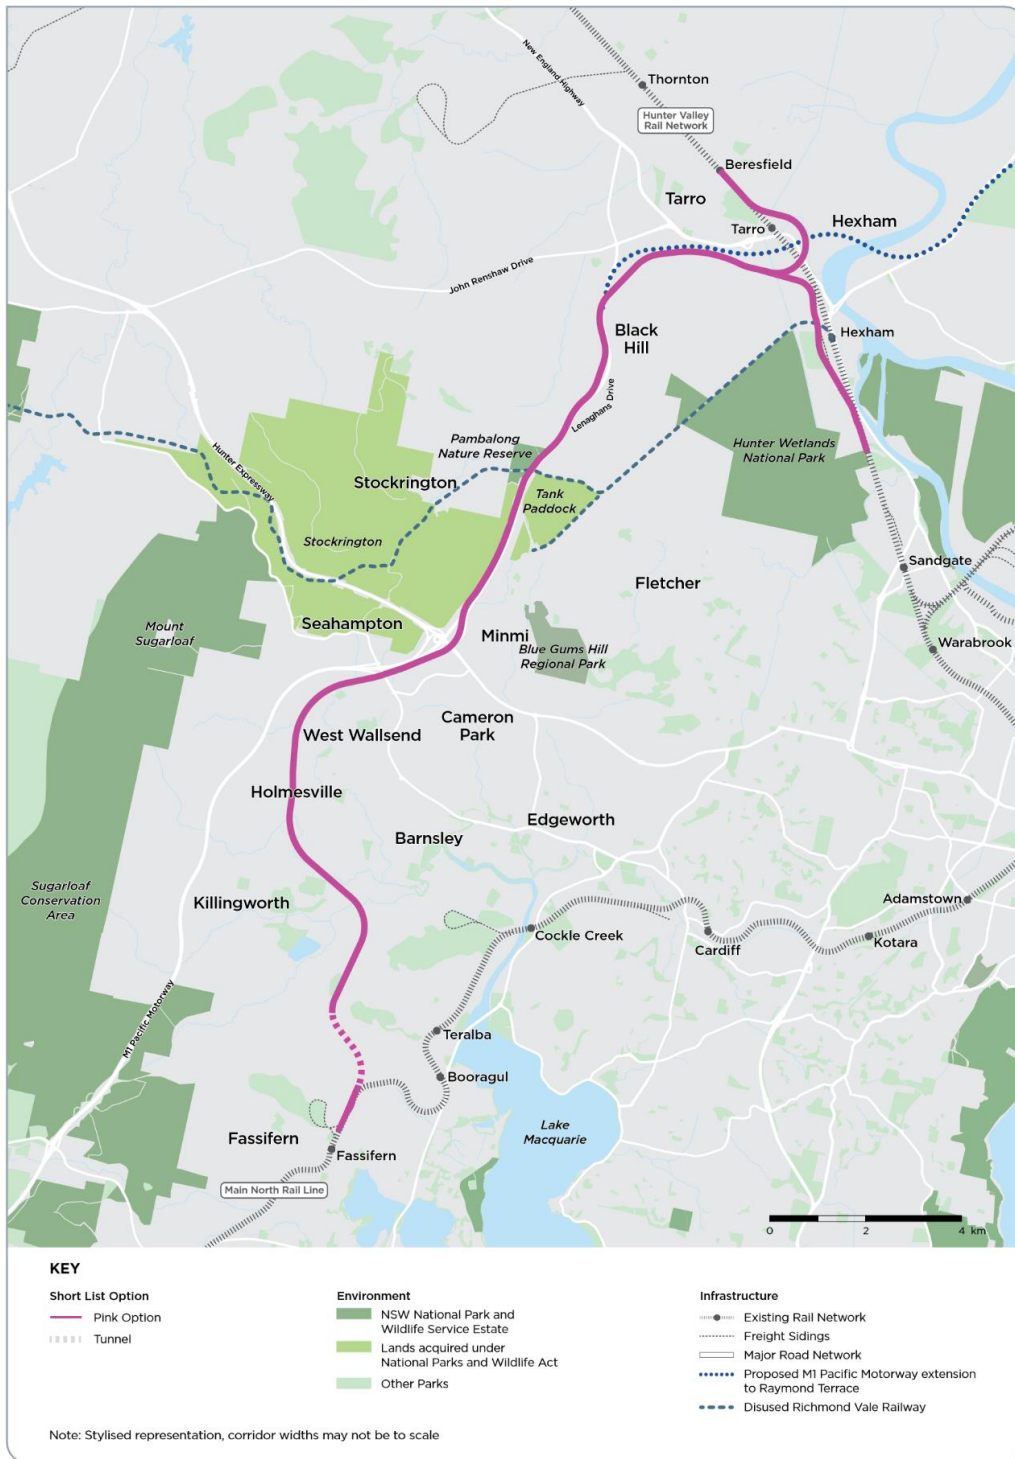 New England Highway
Thornton
Hunter Valley
Rail Network
Beresfield
Tarro
Hexham
Tarro
John Renshaw Drive
Black
Hill
Hexham
Lenaghans Drive
Pambalong
Nature Reserve
Hunter Wetlands
National Park
Hunter Expressway
Stockrington
Tank
Paddock
Stockrington
Sandgate
Fletcher
Seahampton
Mount
Sugarloaf
Minmi
Blue Gums Hill
Regional Park
Warabrook
West Wallsend
Cameron
Park
Holmesville
Edgeworth
Barnsley
Sugarloaf
Conservation
Area
Killingworth
Adamstown
Cockle Creek
Cardiff
Kotara
M1 Pacific Motorway
Teralba
Booragul
Lake
Macquarie
Fassifern
Fassifern
Main North Rail Line
0 2 4 km
KEY
Short List Option
Pink Option
Tunnel
Environment
NSW National Park and
Wildlife Service Estate
Lands acquired under
National Parks and Wildlife Act
Other Parks
Infrastructure
Existing Rail Network
Freight Sidings
Major Road Network
Proposed M1 Pacific Motorway extension
to Raymond Terrace
Disused Richmond Vale Railway
Note: Stylised representation, corridor widths may not be to scale